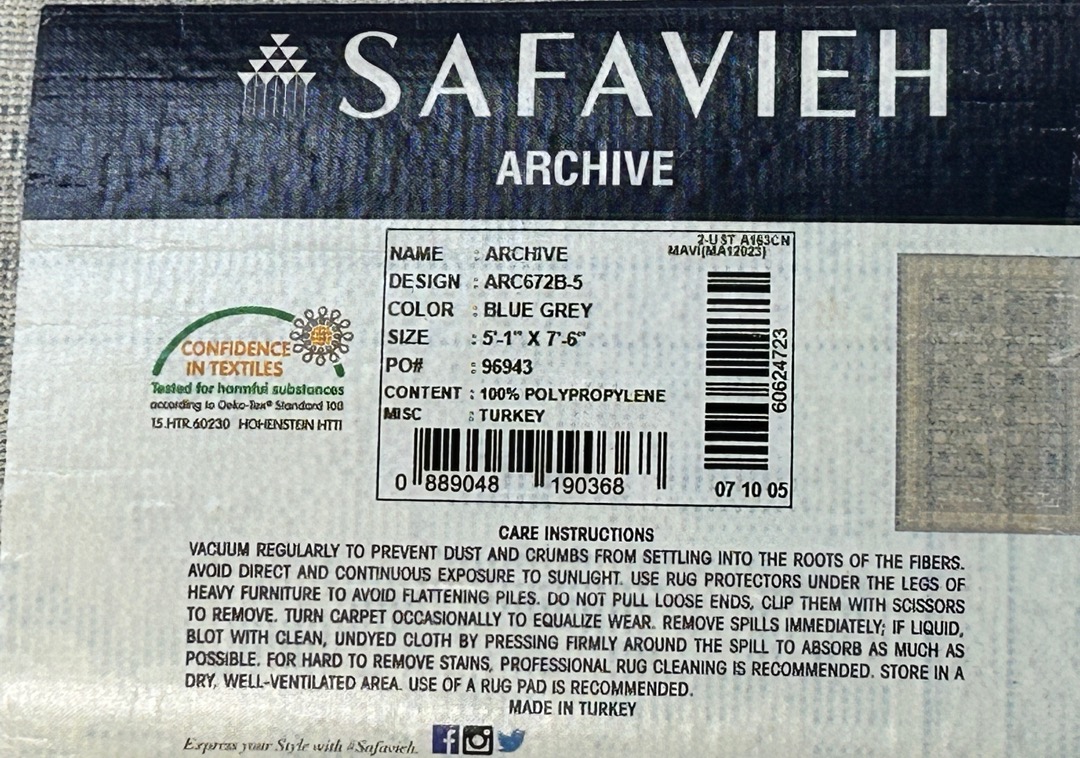 SAFAVIEH
ARCHIVE
2-UST A163CN
MAVI(MA12023)
NAME : ARCHIVE
DESIGN : ARC672B-5
COLOR : BLUE GREY
SIZE : 5'-1" X 7'-6"
PO# : 96943
CONTENT : 100% POLYPROPYLENE
MISC : TURKEY
0 889048 190368
60624723
07 10 05
CONFIDENCE
IN TEXTILES
Tested for harmful substances
according to Oeko-Tex® Standard 100
15.HTR.60230 HOHENSTEIN HTTI
CARE INSTRUCTIONS
VACUUM REGULARLY TO PREVENT DUST AND CRUMBS FROM SETTLING INTO THE ROOTS OF THE FIBERS.
AVOID DIRECT AND CONTINUOUS EXPOSURE TO SUNLIGHT. USE RUG PROTECTORS UNDER THE LEGS OF
HEAVY FURNITURE TO AVOID FLATTENING PILES. DO NOT PULL LOOSE ENDS, CLIP THEM WITH SCISSORS
TO REMOVE. TURN CARPET OCCASIONALLY TO EQUALIZE WEAR. REMOVE SPILLS IMMEDIATELY; IF LIQUID,
BLOT WITH CLEAN, UNDYED CLOTH BY PRESSING FIRMLY AROUND THE SPILL TO ABSORB AS MUCH AS
POSSIBLE. FOR HARD TO REMOVE STAINS, PROFESSIONAL RUG CLEANING IS RECOMMENDED. STORE IN A
DRY, WELL-VENTILATED AREA. USE OF A RUG PAD IS RECOMMENDED.
MADE IN TURKEY
Express your Style with #Safavieh.